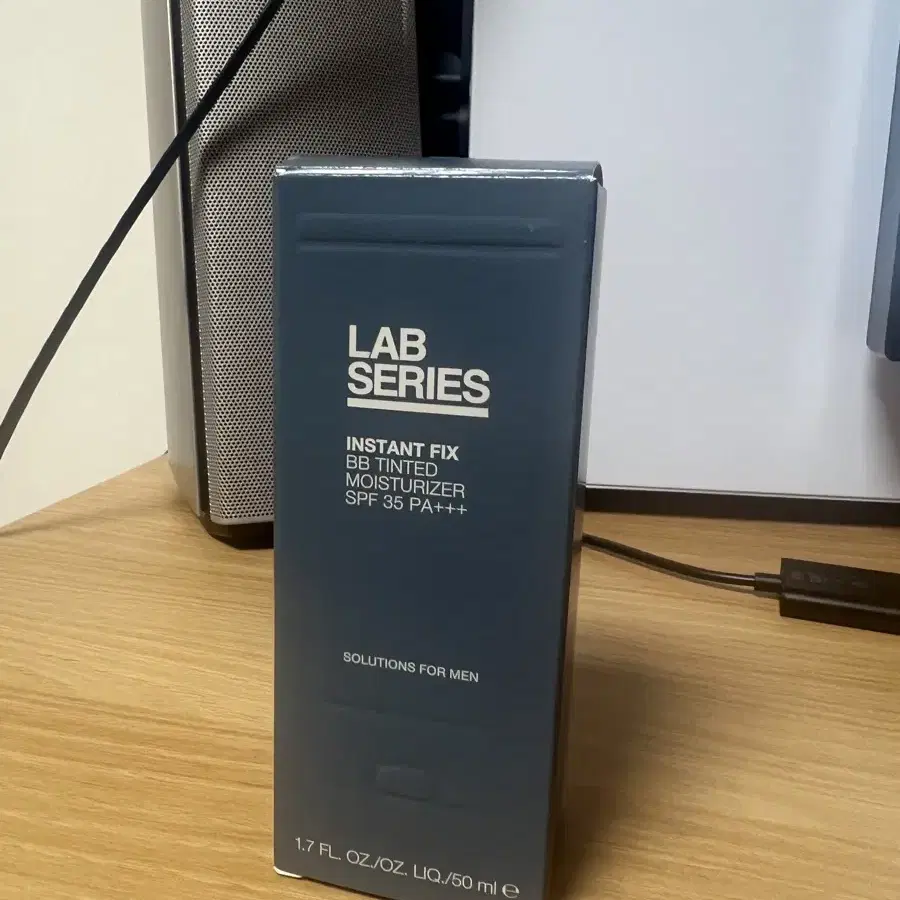 LAB
SERIES
INSTANT FIX
BB TINTED
MOISTURIZER
SPF 35 PA+++
SOLUTIONS FOR MEN
1.7 FL. OZ./OZ. LIQ./50 ml ℮